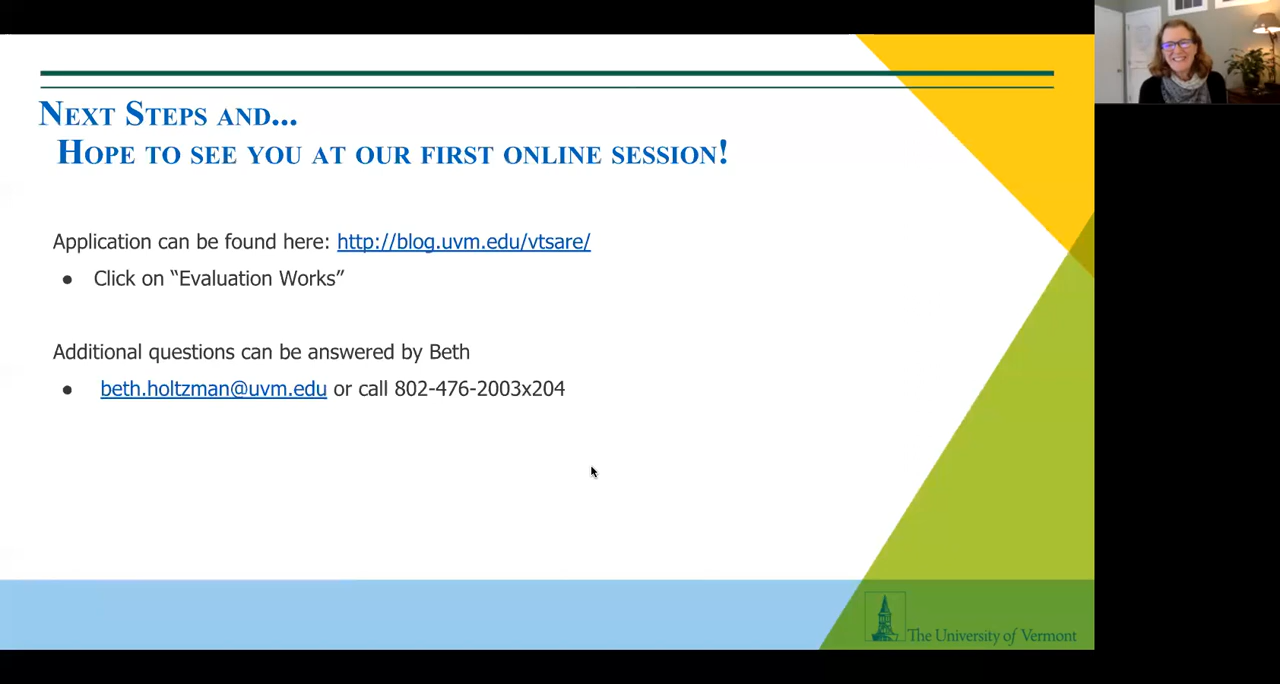 Next Steps and...
Hope to see you at our first online session!
Application can be found here: http://blog.uvm.edu/vtsare/
● Click on “Evaluation Works”
Additional questions can be answered by Beth
● beth.holtzman@uvm.edu or call 802-476-2003x204
The University of Vermont